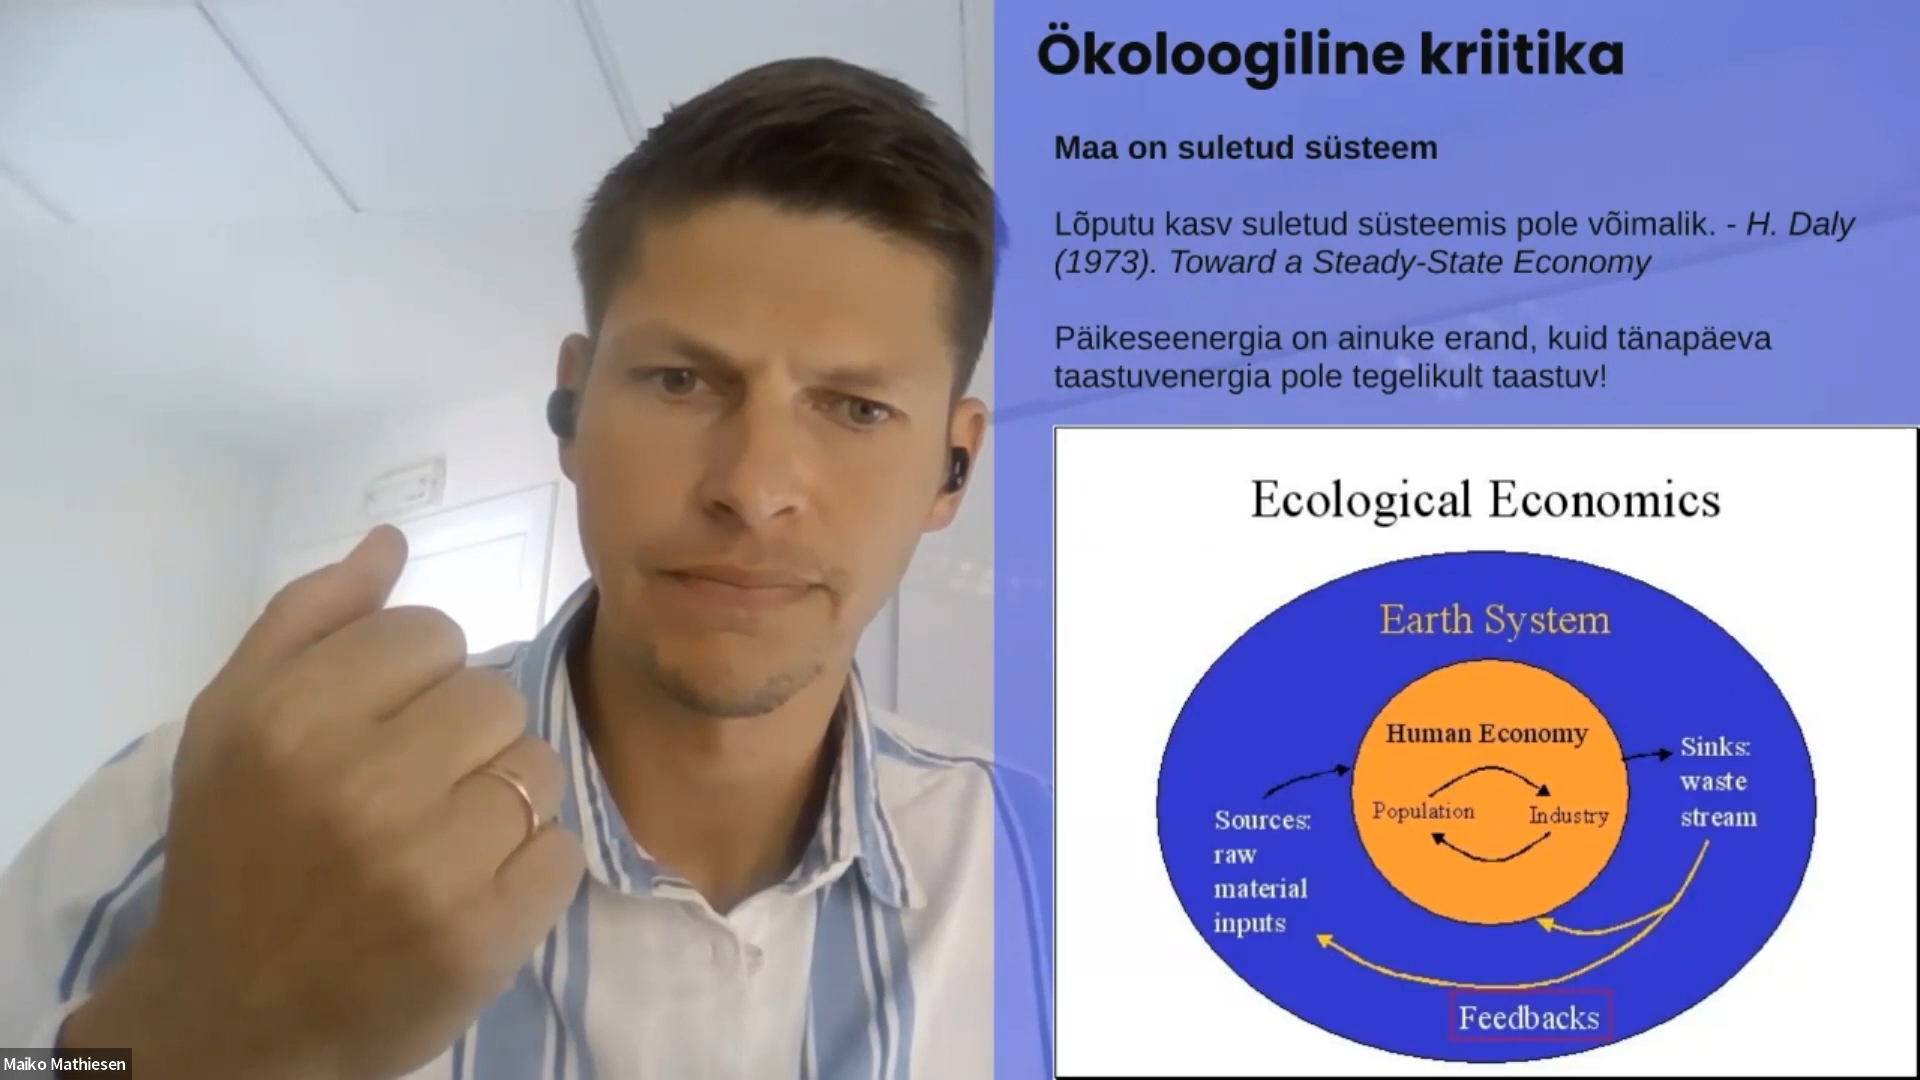 Ökoloogiline kriitika
Maa on suletud süsteem
Lõputu kasv suletud süsteemis pole võimalik. - H. Daly
(1973). Toward a Steady-State Economy
Päikeseenergia on ainuke erand, kuid tänapäeva
taastuvenergia pole tegelikult taastuv!
Ecological Economics
Earth System
Human Economy
Population
Industry
Sources:
raw
material
inputs
Sinks:
waste
stream
Feedbacks
Maiko Mathiesen